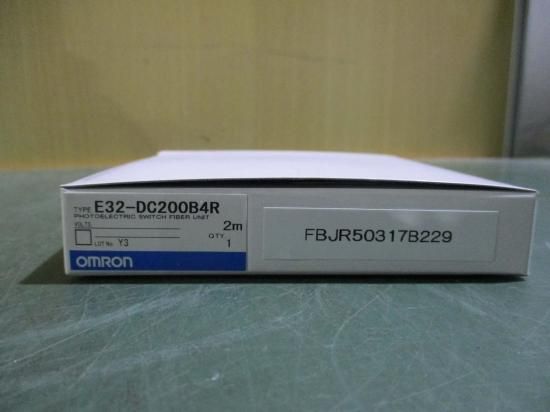 TYPE E32-DC200B4R
PHOTOELECTRIC SWITCH FIBER UNIT
VOLTS 2m
LOT No. Y3 QTY 1
OMRON
FBJR50317B229